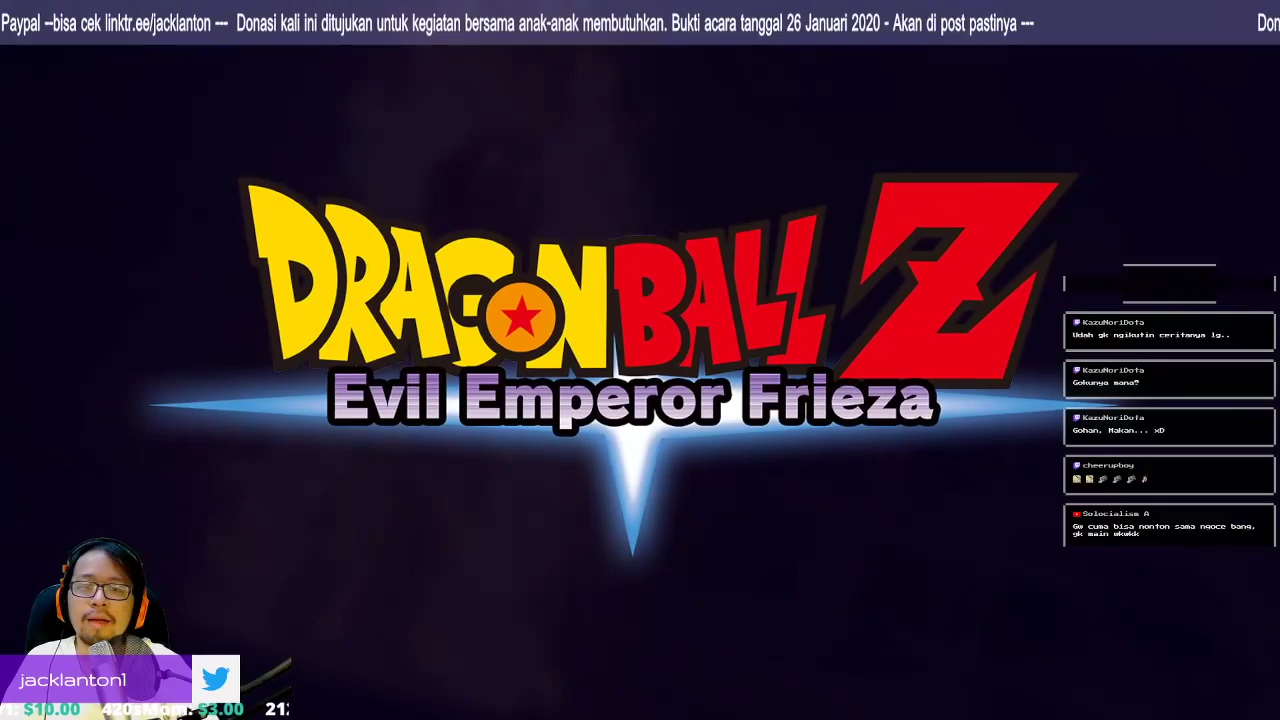 Paypal --bisa cek linktr.ee/jacklanton --- Donasi kali ini ditujukan untuk kegiatan bersama anak-anak membutuhkan. Bukti acara tanggal 26 Januari 2020 - Akan di post pastinya --- Don
DRAGON BALL Z
Evil Emperor Frieza
KazuNoriDota
Udah gk ngikutin ceritanya lg..
KazuNoriDota
Gokunya mana?
KazuNoriDota
Gohan, Makan... xD
cheerupboy
Solocialism A
Gw cuma bisa nonton sama ngoce bang,
gk main wkwkk
jacklanton1
$10.00 420sMom: $3.00